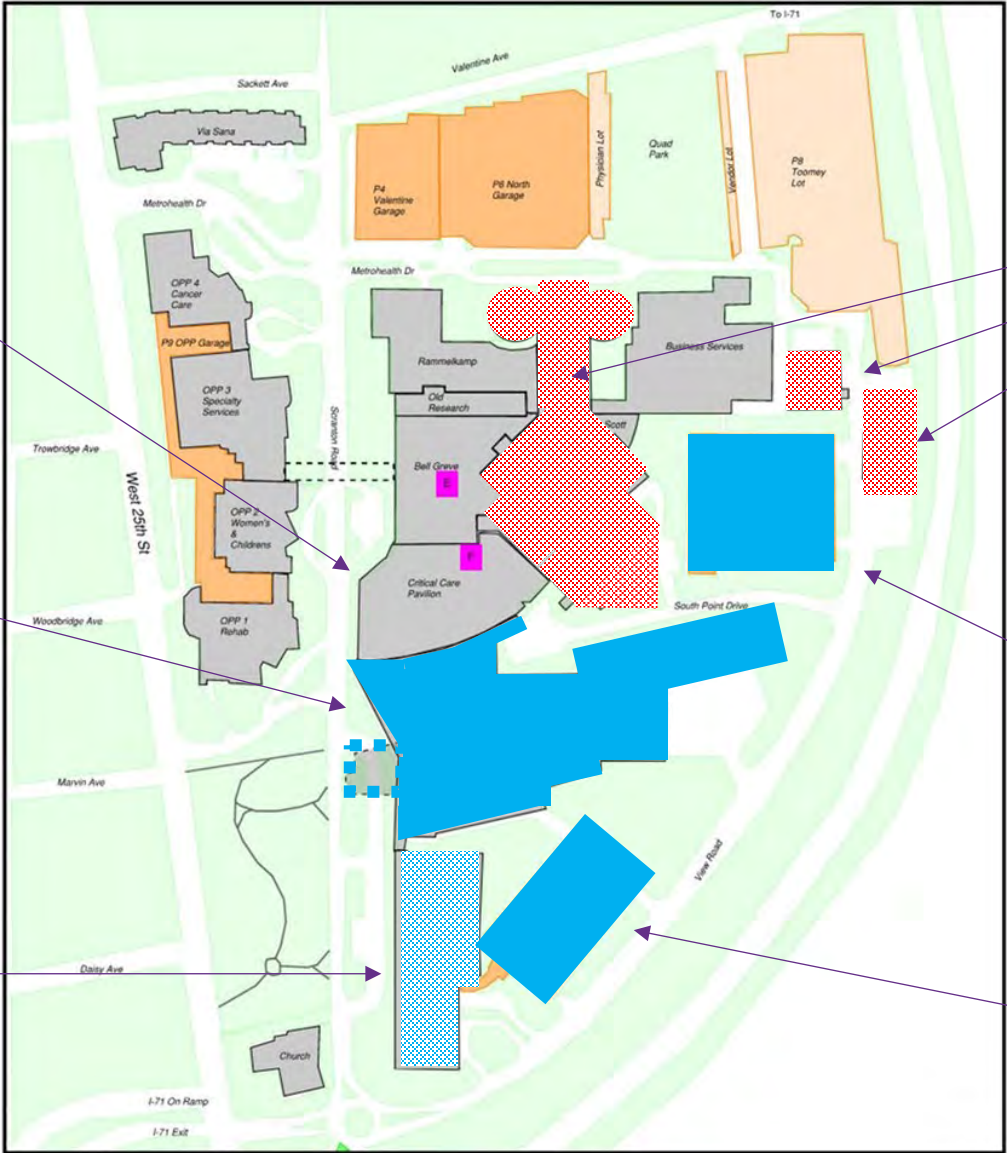 To I-71
Valentine Ave
Sackett Ave
Via Sana
Physician Lot
Quad
Park
Vendor Lot
P8
Toomey
Lot
P4
Valentine
Garage
P6 North
Garage
Metrohealth Dr
Metrohealth Dr
OPP 4
Cancer
Care
P9 OPP Garage
Rammelkamp
Business Services
OPP 3
Specialty
Services
Old
Research
Scott
Scranton Road
Trowbridge Ave
Bell Greve
E
West 25th St
OPP 2
Women's
&
Childrens
F
Critical Care
Pavilion
South Point Drive
Woodbridge Ave
OPP 1
Rehab
Marvin Ave
View Road
Daisy Ave
Church
I-71 On Ramp
I-71 Exit